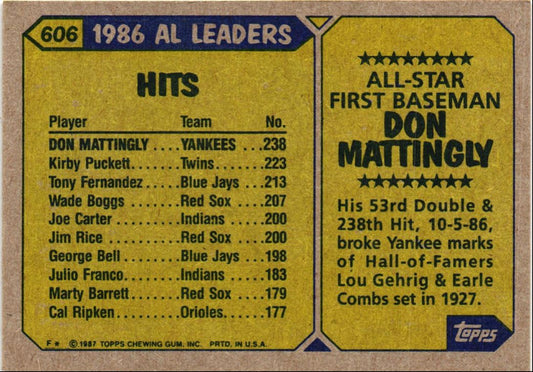 606 1986 AL LEADERS
HITS
Player Team No.
DON MATTINGLY .... YANKEES .... 238
Kirby Puckett ..... Twins ..... 223
Tony Fernandez ..... Blue Jays ... 213
Wade Boggs ..... Red Sox .... 207
Joe Carter ..... Indians ..... 200
Jim Rice ..... Red Sox .... 200
George Bell ..... Blue Jays ... 198
Julio Franco ..... Indians ..... 183
Marty Barrett ..... Red Sox .... 179
Cal Ripken ..... Orioles ..... 177
F* © 1987 TOPPS CHEWING GUM, INC. PRTD. IN U.S.A.
★★★★★★★★
ALL-STAR
FIRST BASEMAN
DON
MATTINGLY
★★★★★★★★
His 53rd Double &
238th Hit, 10-5-86,
broke Yankee marks
of Hall-of-Famers
Lou Gehrig & Earle
Combs set in 1927.
topps